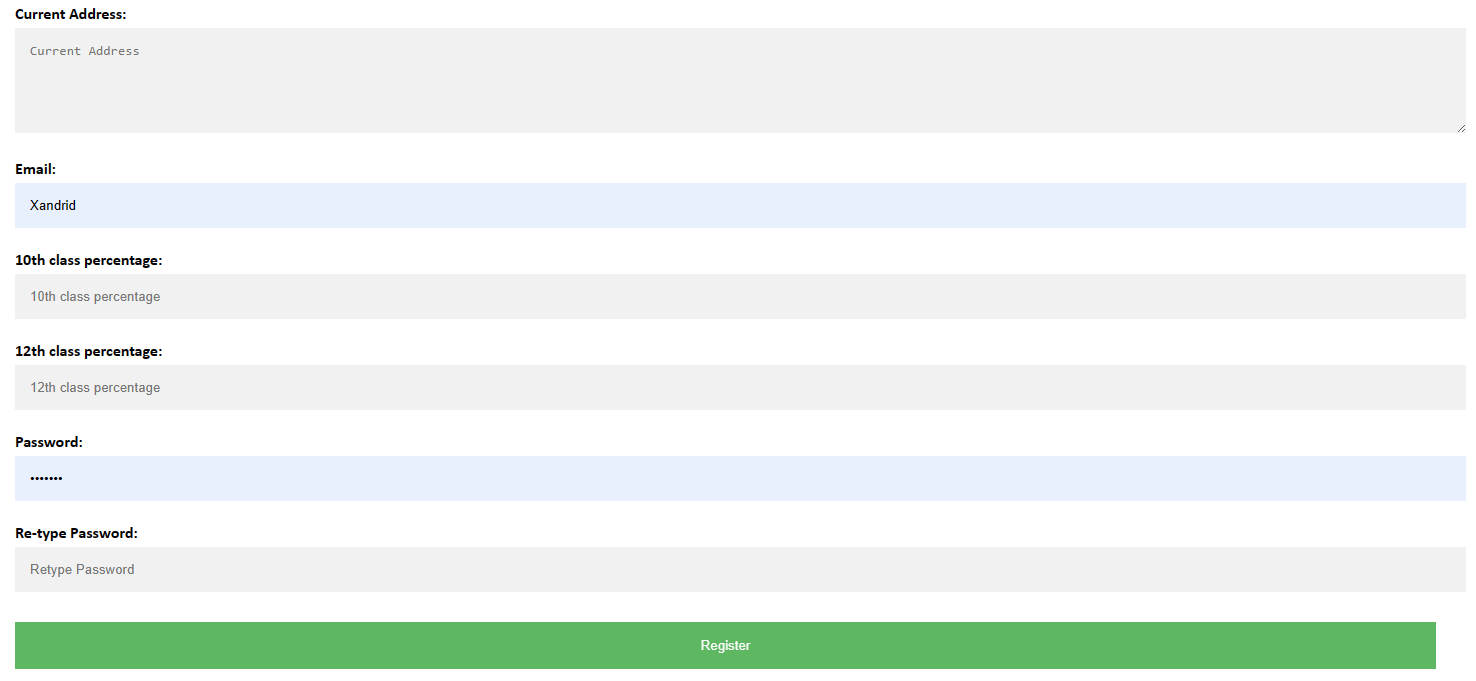 Current Address:
Current Address
Email:
Xandrid
10th class percentage:
10th class percentage
12th class percentage:
12th class percentage
Password:
•••••••
Re-type Password:
Retype Password
Register